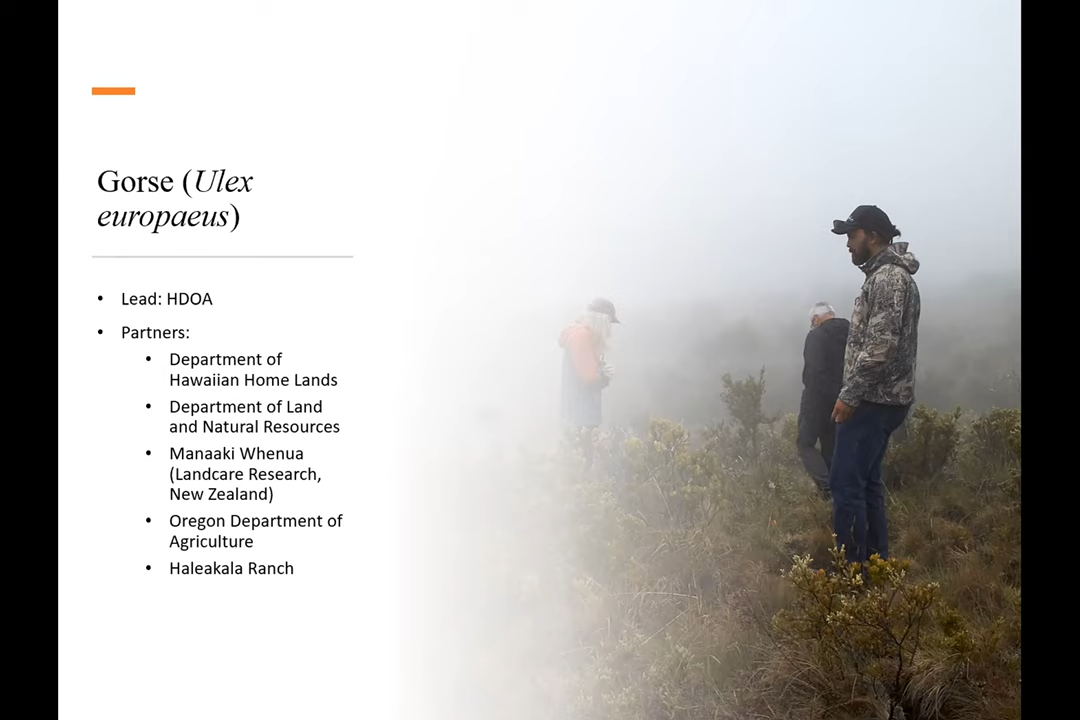 Gorse (Ulex
europaeus)
• Lead: HDOA
• Partners:
• Department of
Hawaiian Home Lands
• Department of Land
and Natural Resources
• Manaaki Whenua
(Landcare Research,
New Zealand)
• Oregon Department of
Agriculture
• Haleakala Ranch